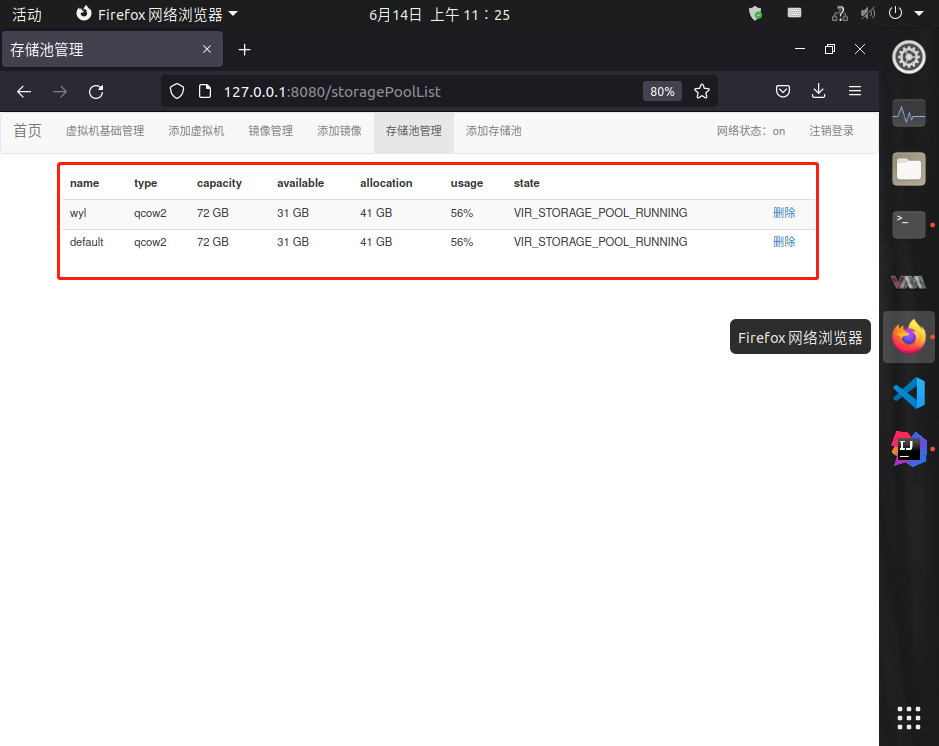 活动 Firefox 网络浏览器 6月14日 上午 11：25
存储池管理
127.0.0.1:8080/storagePoolList 80%
首页 虚拟机基础管理 添加虚拟机 镜像管理 添加镜像 存储池管理 添加存储池 网络状态：on 注销登录
name type capacity available allocation usage state
wyl qcow2 72 GB 31 GB 41 GB 56% VIR_STORAGE_POOL_RUNNING 删除
default qcow2 72 GB 31 GB 41 GB 56% VIR_STORAGE_POOL_RUNNING 删除
Firefox 网络浏览器
IJ